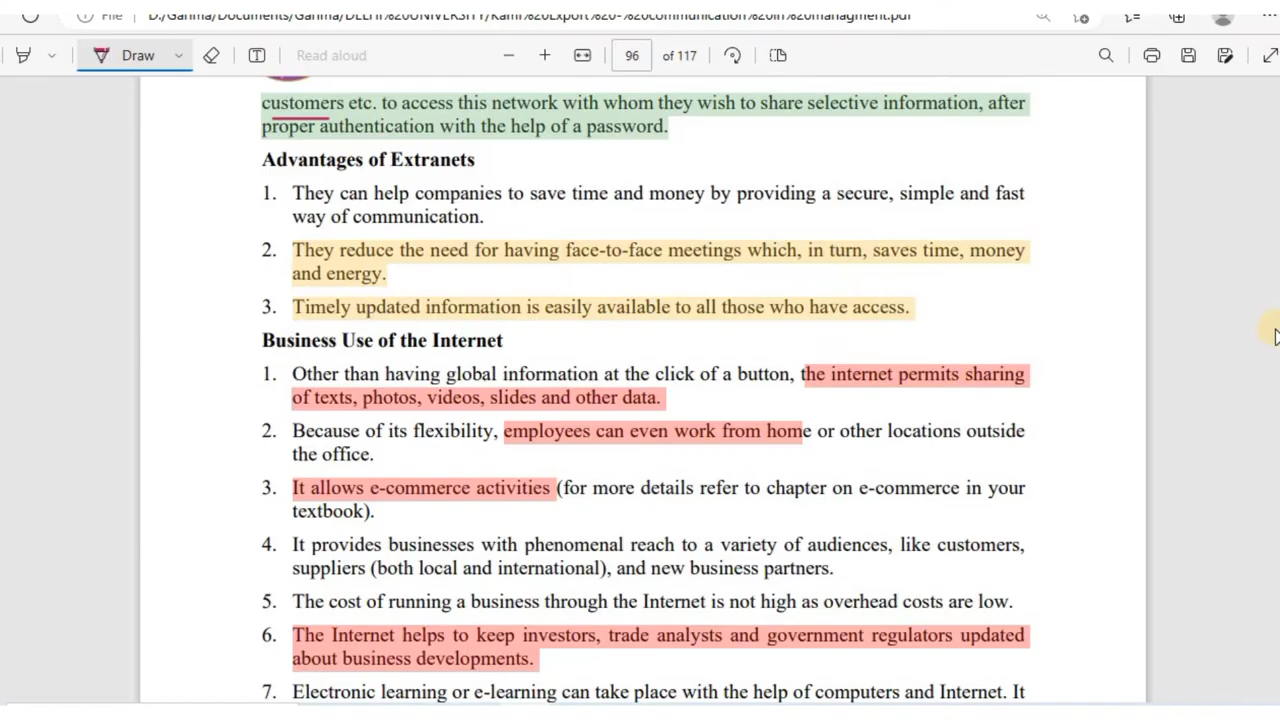 File
D:/Garima/Documents/Garima/DELHI%20UNIVERSITY/Kami%20Export%20-%20communication%20in%20managment.pdf
Draw
Read aloud
96
of 117
customers etc. to access this network with whom they wish to share selective information, after
proper authentication with the help of a password.
Advantages of Extranets
1. They can help companies to save time and money by providing a secure, simple and fast
way of communication.
2. They reduce the need for having face-to-face meetings which, in turn, saves time, money
and energy.
3. Timely updated information is easily available to all those who have access.
Business Use of the Internet
1. Other than having global information at the click of a button, the internet permits sharing
of texts, photos, videos, slides and other data.
2. Because of its flexibility, employees can even work from home or other locations outside
the office.
3. It allows e-commerce activities (for more details refer to chapter on e-commerce in your
textbook).
4. It provides businesses with phenomenal reach to a variety of audiences, like customers,
suppliers (both local and international), and new business partners.
5. The cost of running a business through the Internet is not high as overhead costs are low.
6. The Internet helps to keep investors, trade analysts and government regulators updated
about business developments.
7. Electronic learning or e-learning can take place with the help of computers and Internet. It